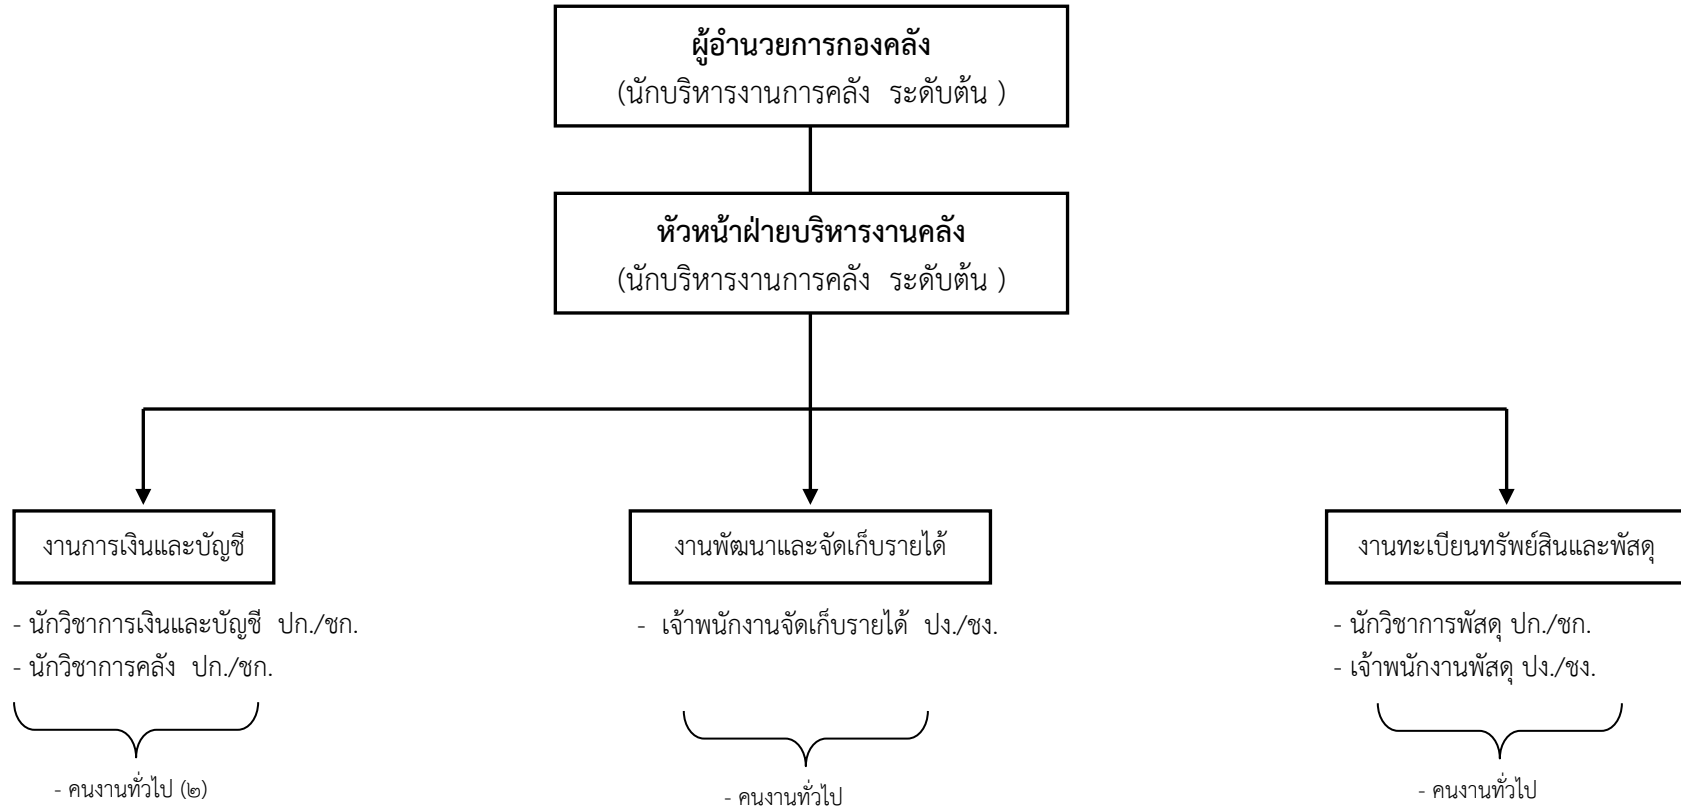 ผู้อำนวยการกองคลัง
(นักบริหารงานการคลัง ระดับต้น )
หัวหน้าฝ่ายบริหารงานคลัง
(นักบริหารงานการคลัง ระดับต้น )
งานการเงินและบัญชี
- นักวิชาการเงินและบัญชี ปก./ชก.
- นักวิชาการคลัง ปก./ชก.
- คนงานทั่วไป (๒)
งานพัฒนาและจัดเก็บรายได้
- เจ้าพนักงานจัดเก็บรายได้ ปง./ชง.
- คนงานทั่วไป
งานทะเบียนทรัพย์สินและพัสดุ
- นักวิชาการพัสดุ ปก./ชก.
- เจ้าพนักงานพัสดุ ปง./ชง.
- คนงานทั่วไป